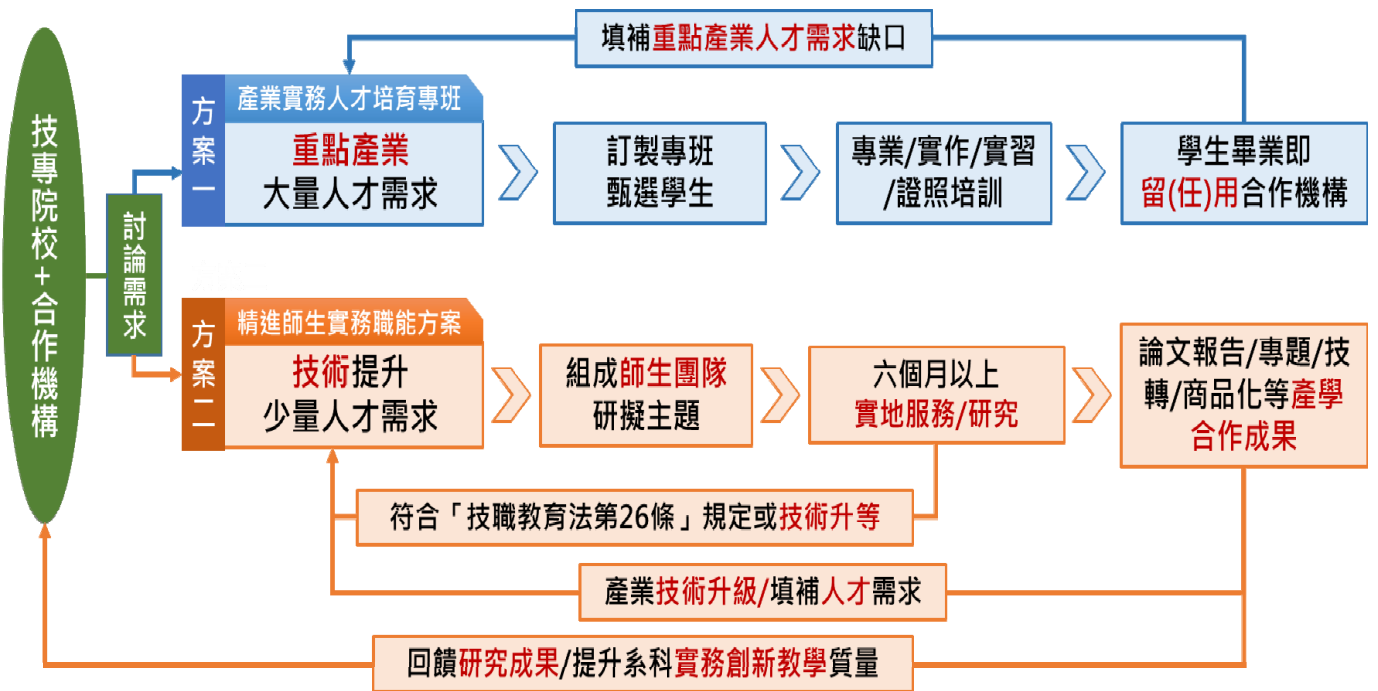 技專院校+合作機構
討論需求
填補重點產業人才需求缺口
方案一
產業實務人才培育專班
重點產業
大量人才需求
訂製專班
甄選學生
專業/實作/實習
/證照培訓
學生畢業即
留(任)用合作機構
方案二
精進師生實務職能方案
技術提升
少量人才需求
組成師生團隊
研擬主題
六個月以上
實地服務/研究
論文報告/專題/技
轉/商品化等產學
合作成果
符合「技職教育法第26條」規定或技術升等
產業技術升級/填補人才需求
回饋研究成果/提升系科實務創新教學質量